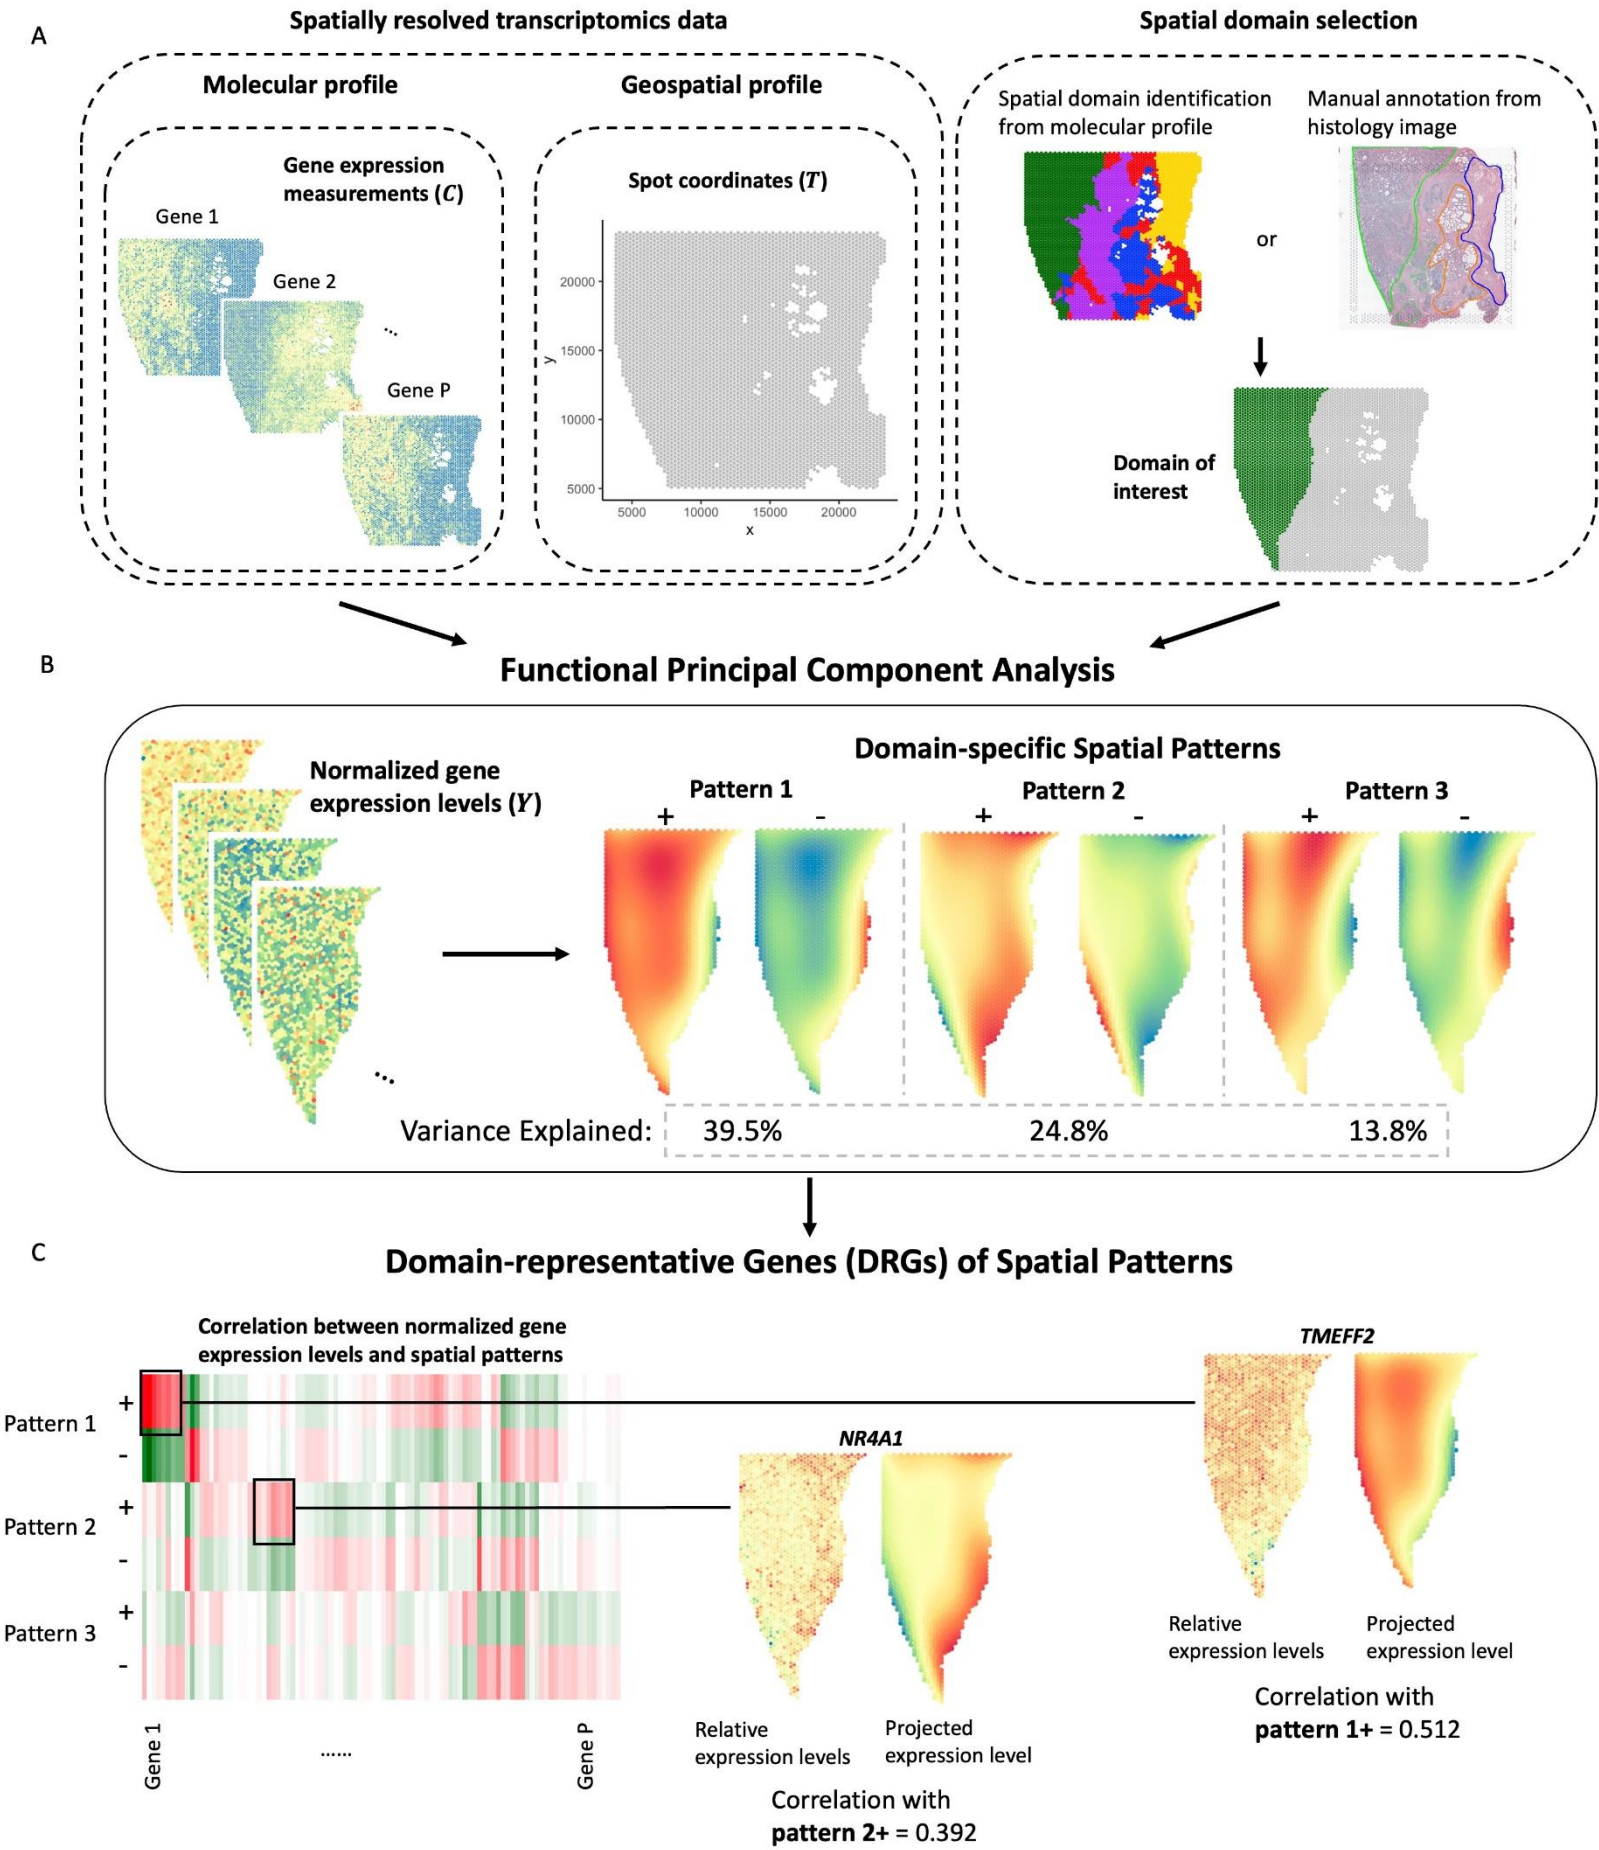 A
Spatially resolved transcriptomics data
Molecular profile
Geospatial profile
Gene expression
measurements (C)
Gene 1
Gene 2
...
Gene P
Spot coordinates (T)
20000
15000
10000
5000
y
5000 10000 15000 20000
x
Spatial domain selection
Spatial domain identification
from molecular profile
or
Manual annotation from
histology image
Domain of
interest
B
Functional Principal Component Analysis
Normalized gene
expression levels (Y)
...
Domain-specific Spatial Patterns
Pattern 1 Pattern 2 Pattern 3
+ - + - + -
Variance Explained: 39.5% 24.8% 13.8%
C
Domain-representative Genes (DRGs) of Spatial Patterns
Correlation between normalized gene
expression levels and spatial patterns
+
Pattern 1
-
+
Pattern 2
-
+
Pattern 3
-
Gene 1
......
Gene P
NR4A1
Relative
expression levels
Projected
expression level
Correlation with
pattern 2+ = 0.392
TMEFF2
Relative
expression levels
Projected
expression level
Correlation with
pattern 1+ = 0.512